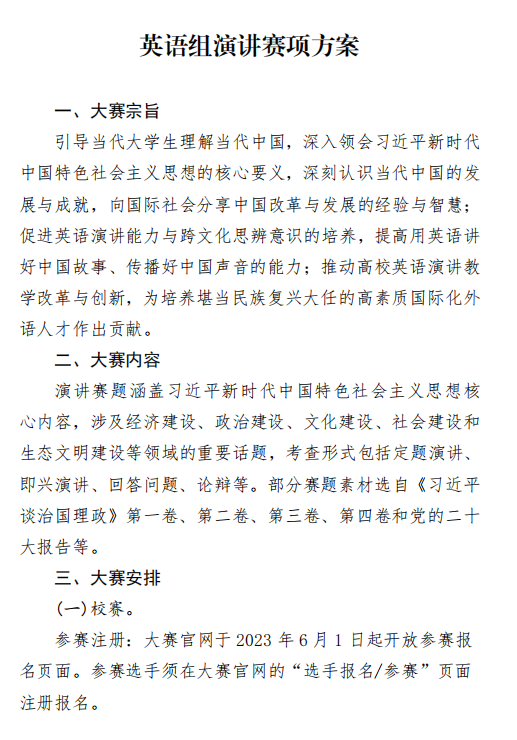 英语组演讲赛项方案
一、大赛宗旨
引导当代大学生理解当代中国，深入领会习近平新时代
中国特色社会主义思想的核心要义，深刻认识当代中国的发
展与成就，向国际社会分享中国改革与发展的经验与智慧；
促进英语演讲能力与跨文化思辨意识的培养，提高用英语讲
好中国故事、传播好中国声音的能力；推动高校英语演讲教
学改革与创新，为培养堪当民族复兴大任的高素质国际化外
语人才作出贡献。
二、大赛内容
演讲赛题涵盖习近平新时代中国特色社会主义思想核
心内容，涉及经济建设、政治建设、文化建设、社会建设和
生态文明建设等领域的重要话题，考查形式包括定题演讲、
即兴演讲、回答问题、论辩等。部分赛题素材选自《习近平
谈治国理政》第一卷、第二卷、第三卷、第四卷和党的二十
大报告等。
三、大赛安排
(一)校赛。
参赛注册：大赛官网于 2023 年 6 月 1 日起开放参赛报
名页面。参赛选手须在大赛官网的“选手报名/参赛”页面
注册报名。